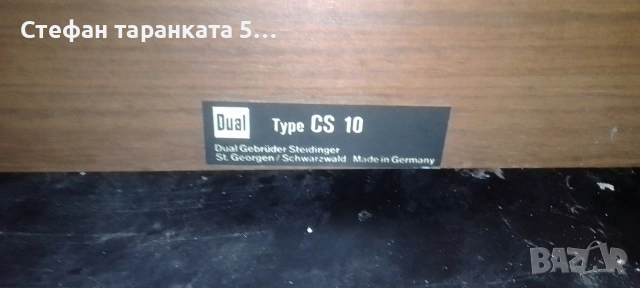 Стефан таранката 5...
Dual Type CS 10
Dual Gebrüder Steidinger
St. Georgen / Schwarzwald Made in Germany
BAZAR